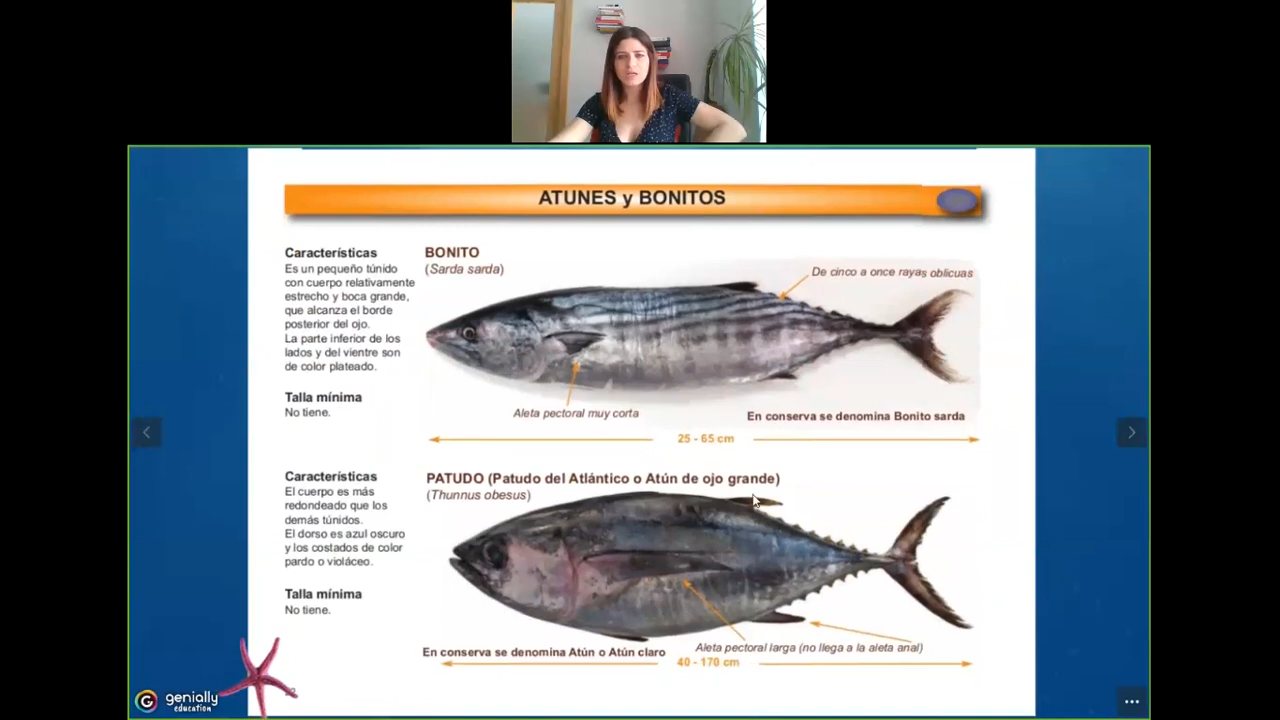 ATUNES y BONITOS
Características
Es un pequeño túnido
con cuerpo relativamente
estrecho y boca grande,
que alcanza el borde
posterior del ojo.
La parte inferior de los
lados y del vientre son
de color plateado.
Talla mínima
No tiene.
BONITO
(Sarda sarda)
De cinco a once rayas oblicuas
Aleta pectoral muy corta
En conserva se denomina Bonito sarda
25 - 65 cm
Características
El cuerpo es más
redondeado que los
demás túnidos.
El dorso es azul oscuro
y los costados de color
pardo o violáceo.
Talla mínima
No tiene.
PATUDO (Patudo del Atlántico o Atún de ojo grande)
(Thunnus obesus)
Aleta pectoral larga (no llega a la aleta anal)
En conserva se denomina Atún o Atún claro
40 - 170 cm
genially
education